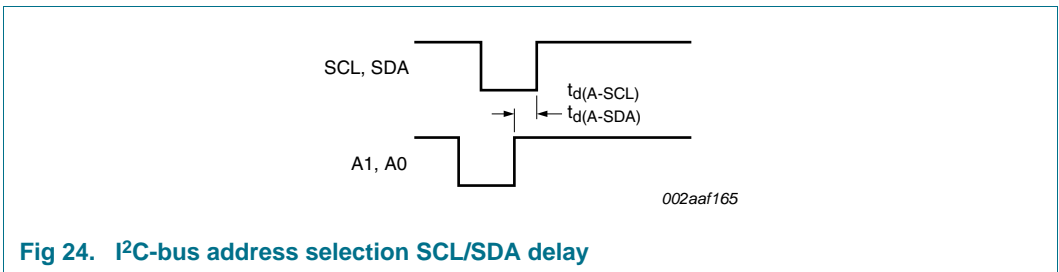 SCL, SDA
td(A-SCL)
td(A-SDA)
A1, A0
002aaf165
Fig 24. I2C-bus address selection SCL/SDA delay